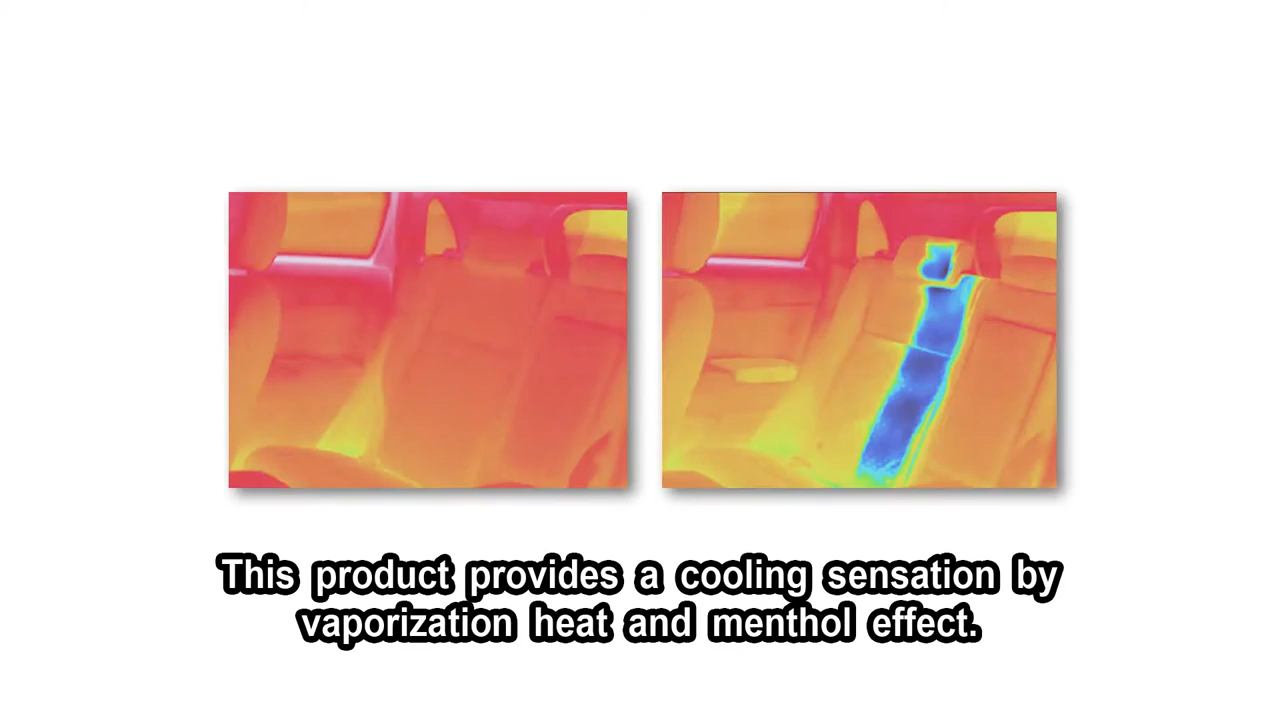 This product provides a cooling sensation by
vaporization heat and menthol effect.